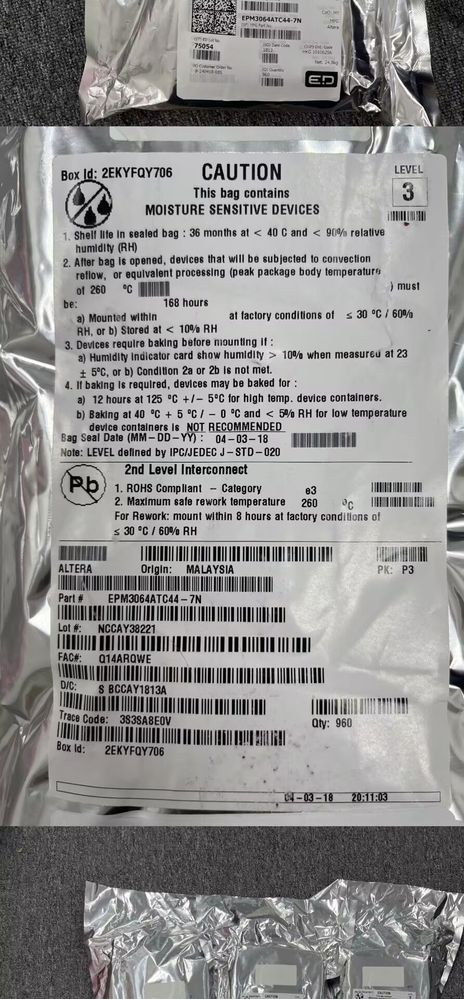 EPM3064ATC44-7N
Altera
75054
960
E.D
Box Id: 2EKYFQY706
CAUTION
LEVEL
3
This bag contains
MOISTURE SENSITIVE DEVICES
1. Shelf life in sealed bag : 36 months at < 40 C and < 90% relative
humidity (RH)
2. After bag is opened, devices that will be subjected to convection
reflow, or equivalent processing (peak package body temperature
of 260 °C ) must
be: 168 hours
a) Mounted within at factory conditions of ≤ 30 °C / 60%
RH, or b) Stored at < 10% RH
3. Devices require baking before mounting if :
a) Humidity Indicator card show humidity > 10% when measured at 23
± 5°C, or b) Condition 2a or 2b is not met.
4. If baking is required, devices may be baked for :
a) 12 hours at 125 °C +/- 5°C for high temp. device containers.
b) Baking at 40 °C + 5 °C / - 0 °C and < 5% RH for low temperature
device containers is NOT RECOMMENDED
Bag Seal Date (MM-DD-YY) : 04-03-18
Note: LEVEL defined by IPC/JEDEC J-STD-020
Pb
2nd Level Interconnect
1. ROHS Compliant - Category e3
2. Maximum safe rework temperature 260 °C
For Rework: mount within 8 hours at factory conditions of
≤ 30 °C / 60% RH
ALTERA Origin: MALAYSIA PK: P3
Part # EPM3064ATC44-7N
Lot #: NCCAY38221
FAC#: Q14ARQWE
D/C: S BCCAY1813A
Trace Code: 3S3SA8E0V Qty: 960
Box Id: 2EKYFQY706
04-03-18 20:11:03
CAUTION
CAUTION
CAUTION